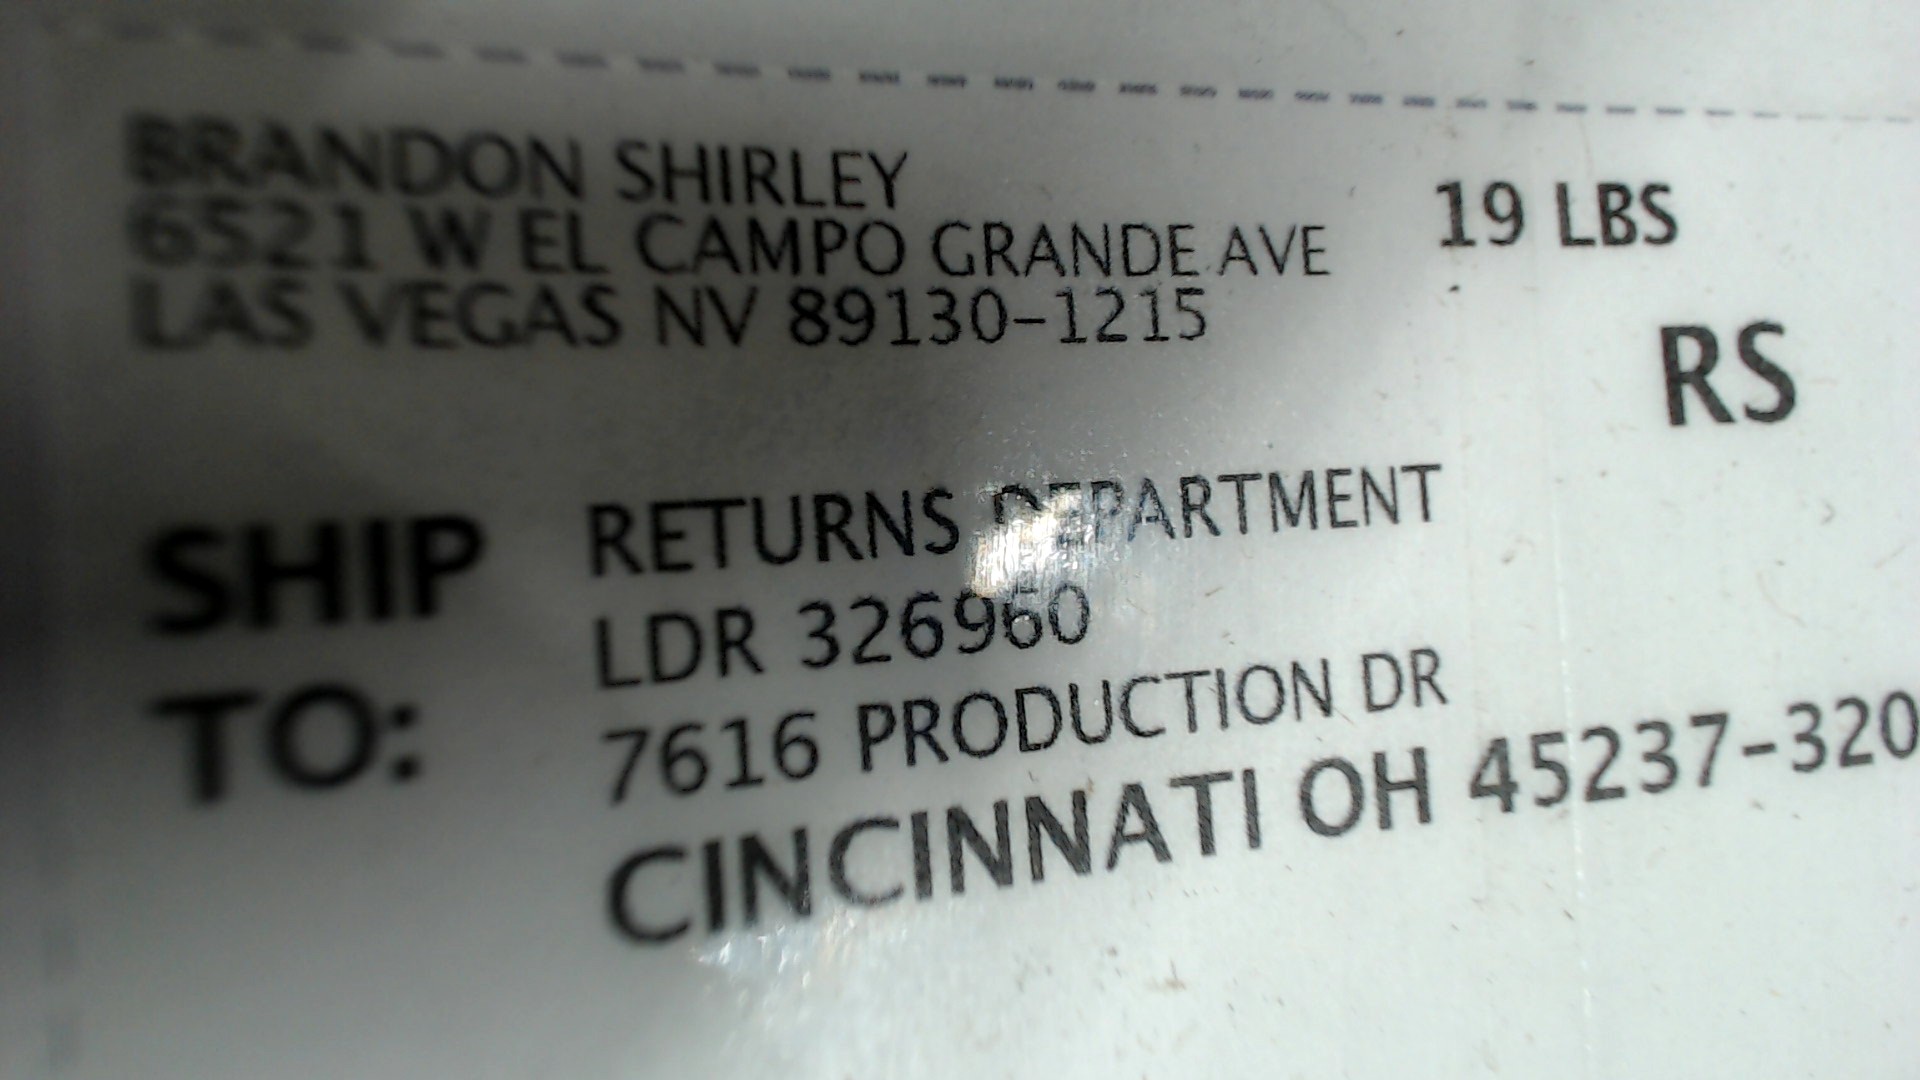 BRANDON SHIRLEY
6521 W EL CAMPO GRANDE AVE
LAS VEGAS NV 89130-1215
19 LBS
RS
SHIP
TO:
RETURNS DEPARTMENT
LDR 326960
7616 PRODUCTION DR
CINCINNATI OH 45237-320